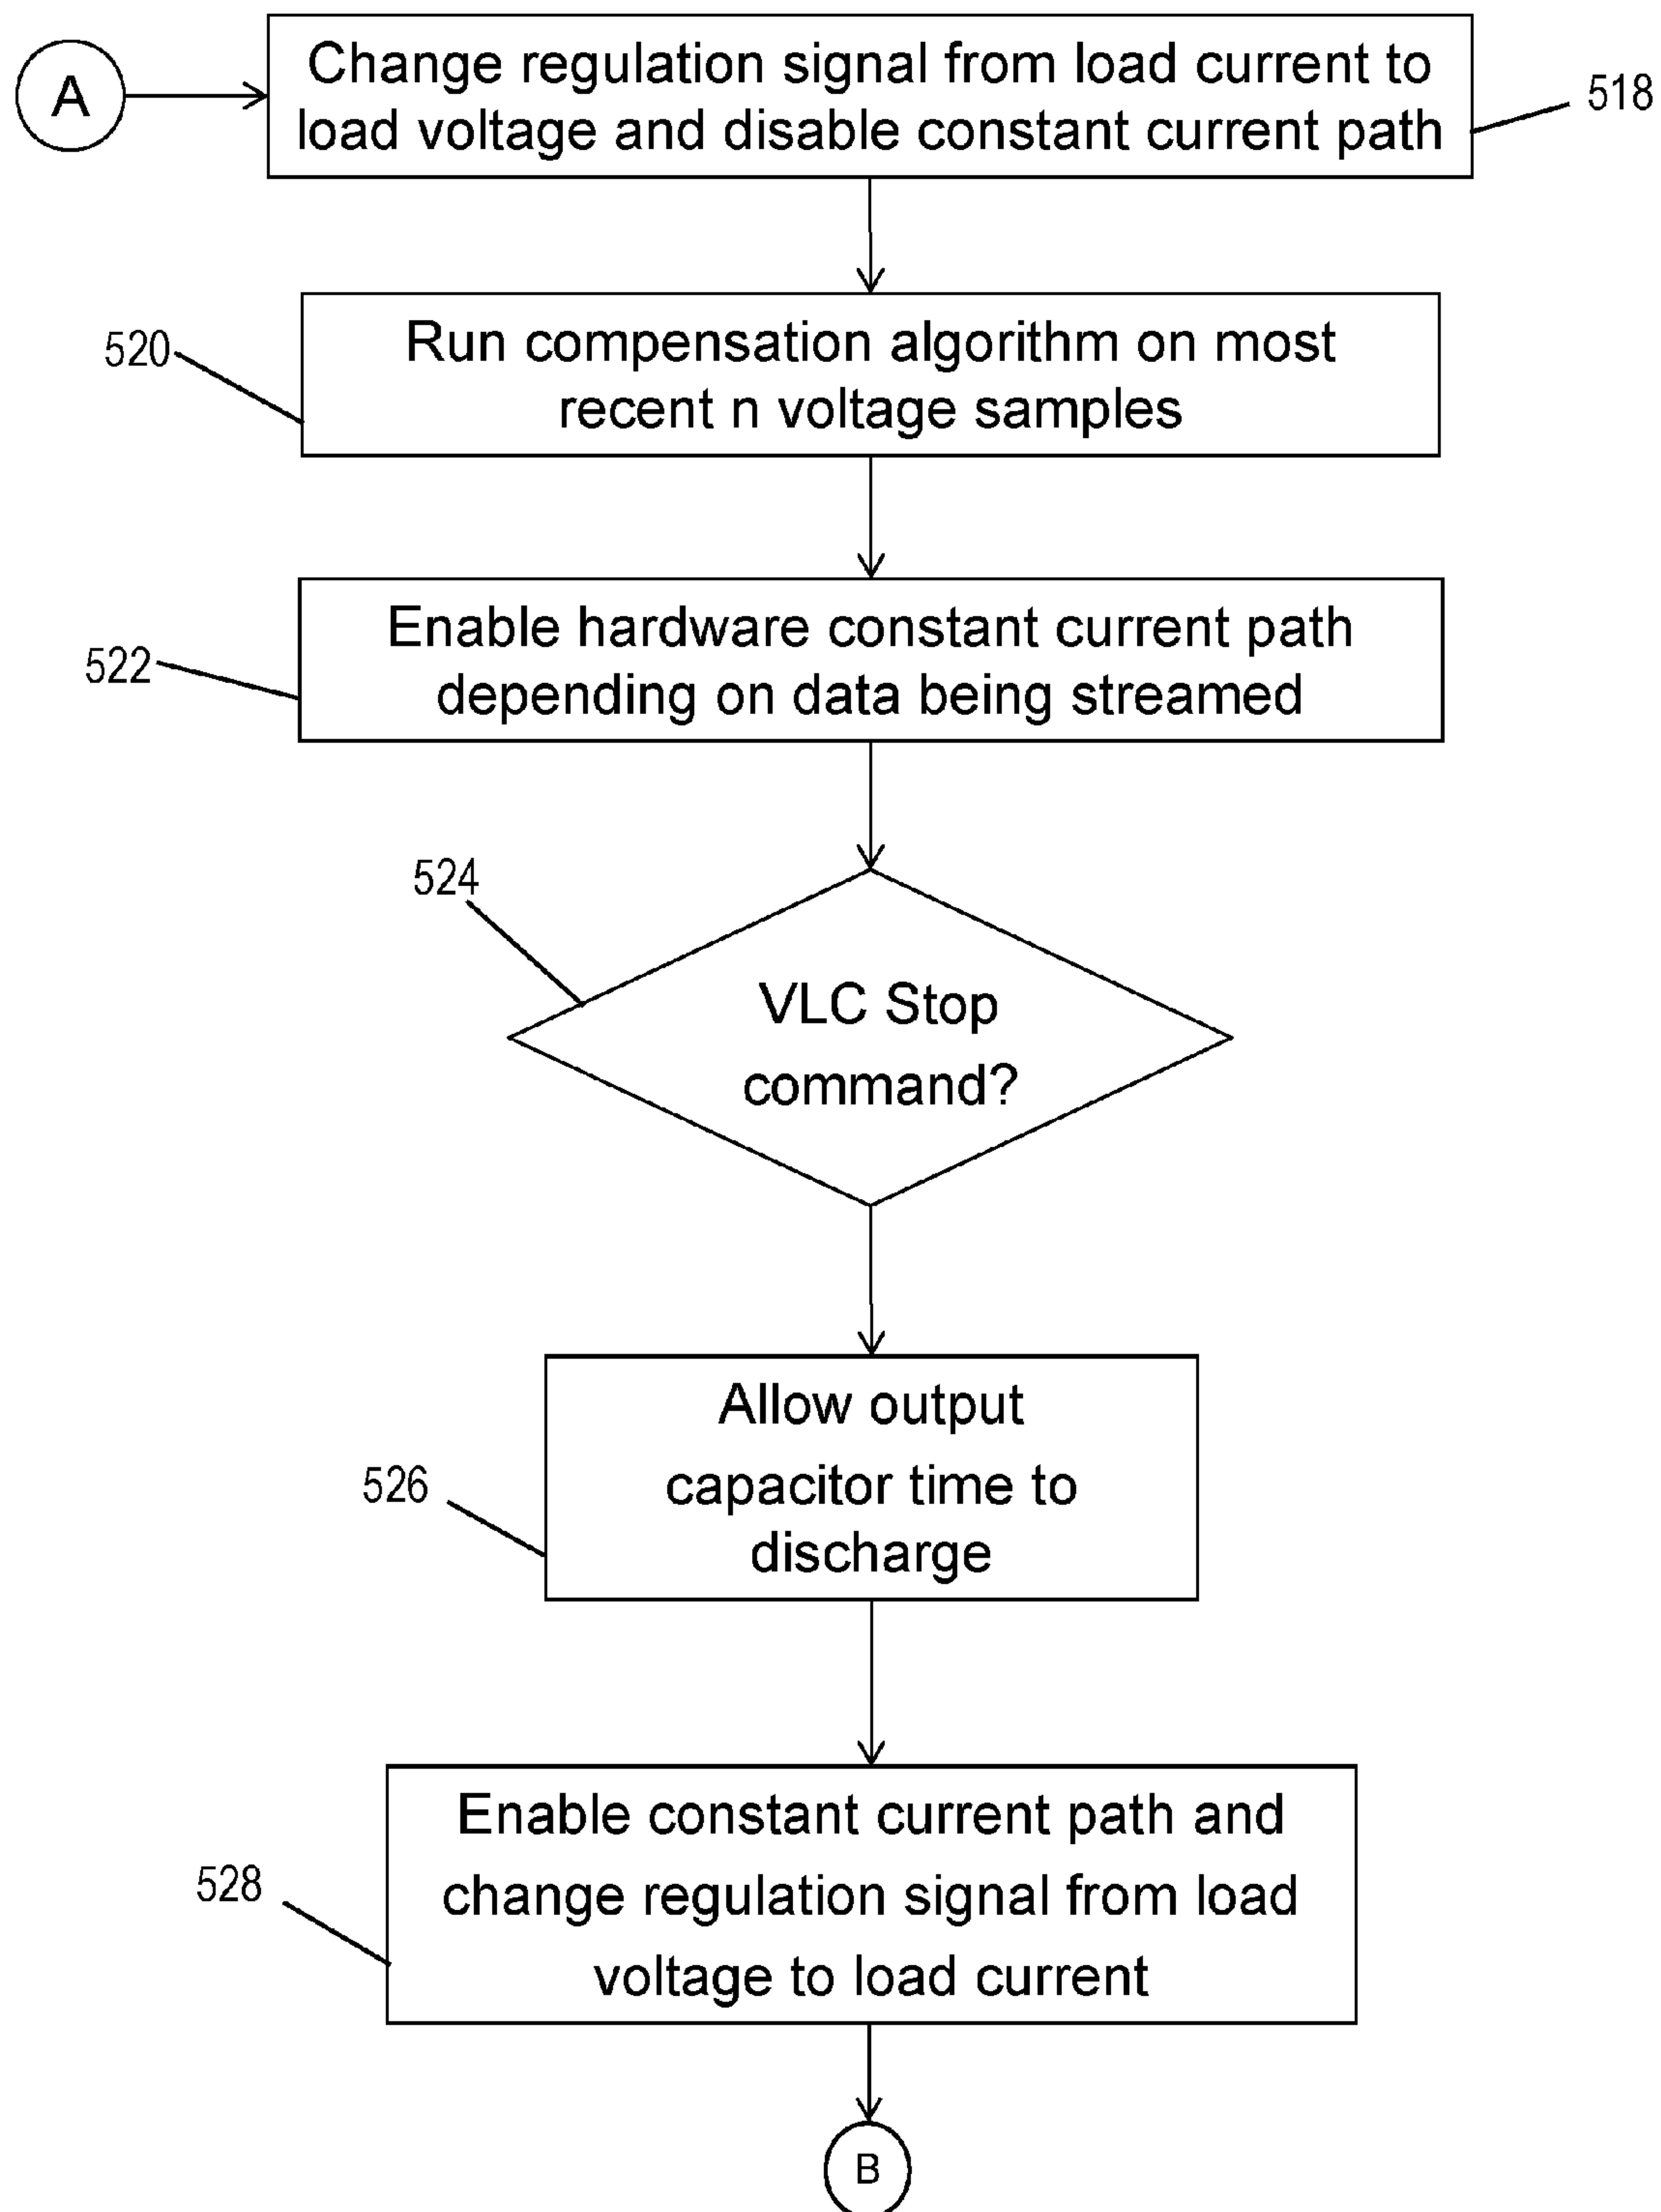 A
Change regulation signal from load current to
load voltage and disable constant current path
518
520
Run compensation algorithm on most
recent n voltage samples
522
Enable hardware constant current path
depending on data being streamed
524
VLC Stop
command?
526
Allow output
capacitor time to
discharge
528
Enable constant current path and
change regulation signal from load
voltage to load current
B